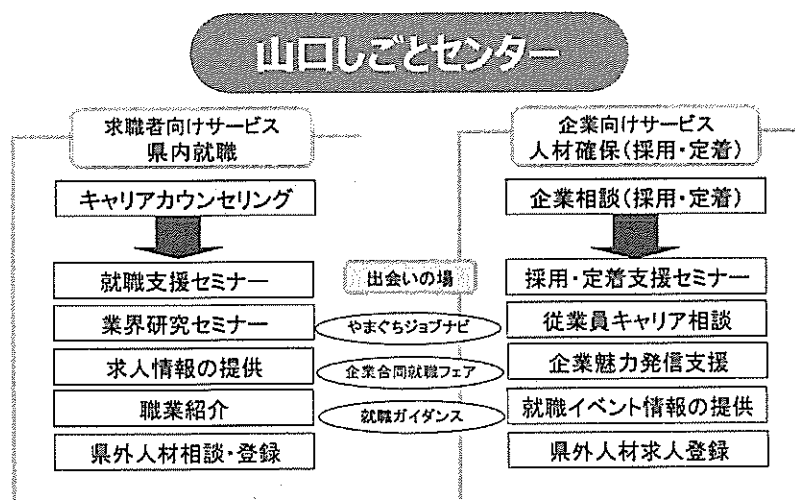 山口しごとセンター
求職者向けサービス
県内就職
キャリアカウンセリング
就職支援セミナー
業界研究セミナー
求人情報の提供
職業紹介
県外人材相談・登録
出会いの場
やまぐちジョブナビ
企業合同就職フェア
就職ガイダンス
企業向けサービス
人材確保(採用・定着)
企業相談(採用・定着)
採用・定着支援セミナー
従業員キャリア相談
企業魅力発信支援
就職イベント情報の提供
県外人材求人登録